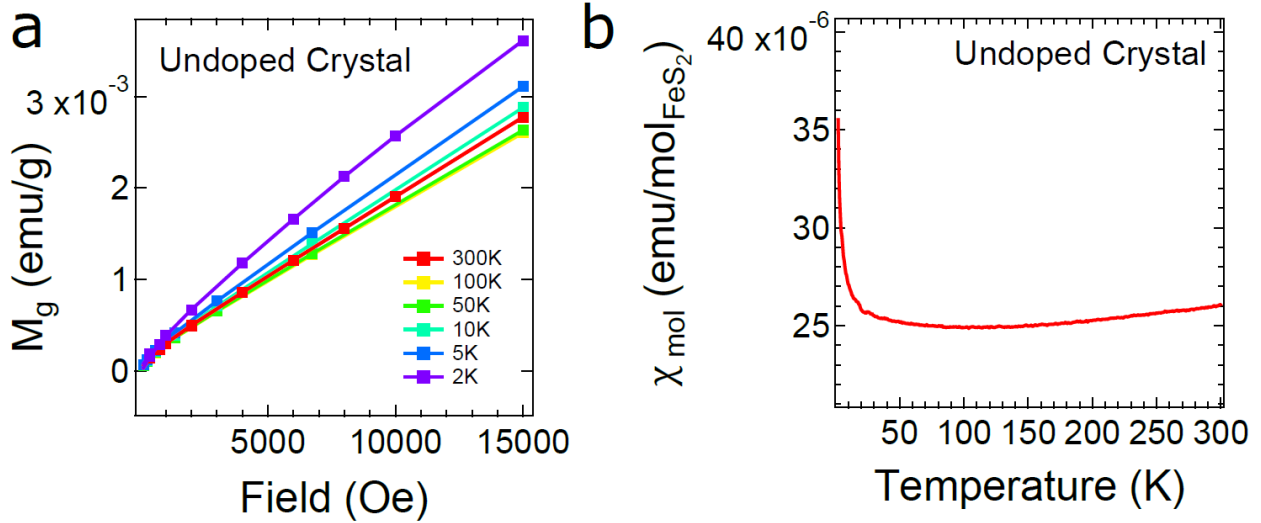 a
Undoped Crystal
3 x10-3
2
1
0
Mg (emu/g)
300K
100K
50K
10K
5K
2K
5000 10000 15000
Field (Oe)
b
Undoped Crystal
40 x10-6
35
30
25
χ mol (emu/molFeS2)
50 100 150 200 250 300
Temperature (K)